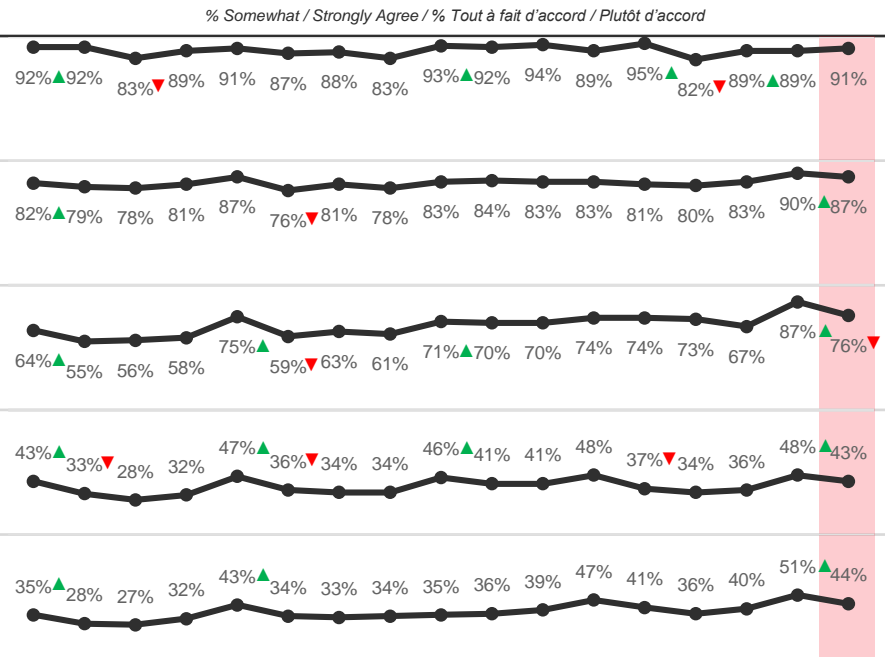 % Somewhat / Strongly Agree / % Tout à fait d'accord / Plutôt d'accord
92% 92% 83% 89% 91% 87% 88% 83% 93% 92% 94% 89% 95% 82% 89% 89% 91%
82% 79% 78% 81% 87% 76% 81% 78% 83% 84% 83% 83% 81% 80% 83% 90% 87%
64% 55% 56% 58% 75% 59% 63% 61% 71% 70% 70% 74% 74% 73% 67% 87% 76%
43% 33% 28% 32% 47% 36% 34% 34% 46% 41% 41% 48% 37% 34% 36% 48% 43%
35% 28% 27% 32% 43% 34% 33% 34% 35% 36% 39% 47% 41% 36% 40% 51% 44%